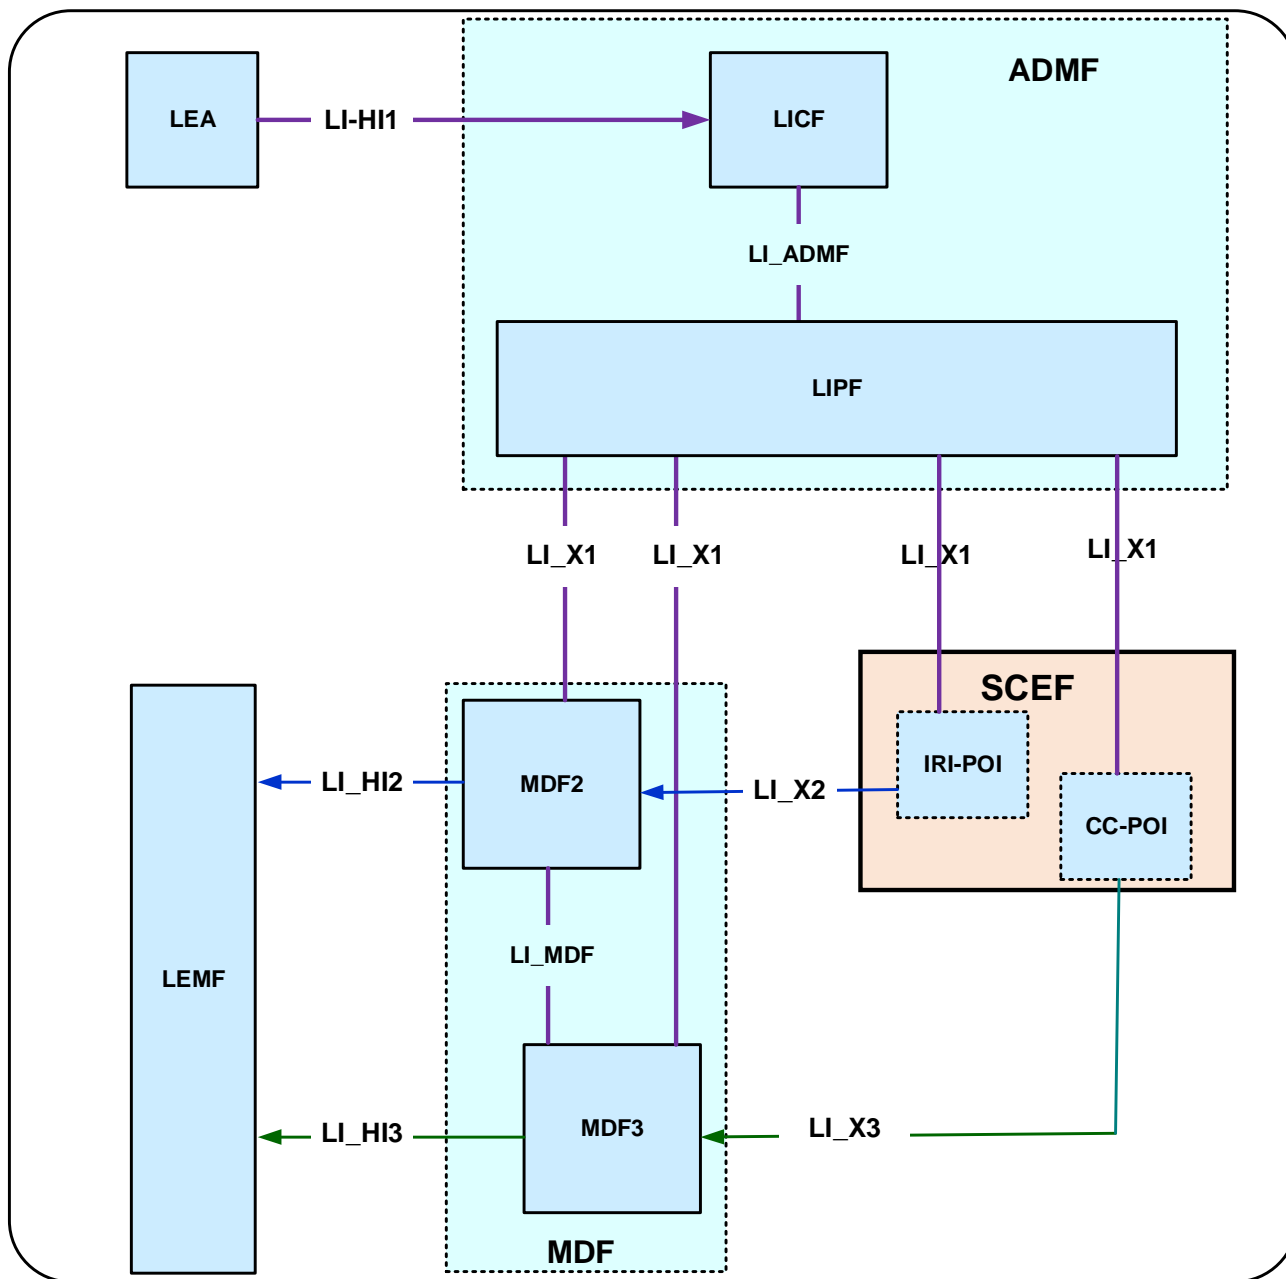 ADMF
LEA
LI-HI1
LICF
LI_ADMF
LIPF
LI_X1
LI_X1
LI_X1
LI_X1
SCEF
IRI-POI
CC-POI
LI_HI2
MDF2
LI_X2
LI_MDF
LEMF
LI_HI3
MDF3
LI_X3
MDF